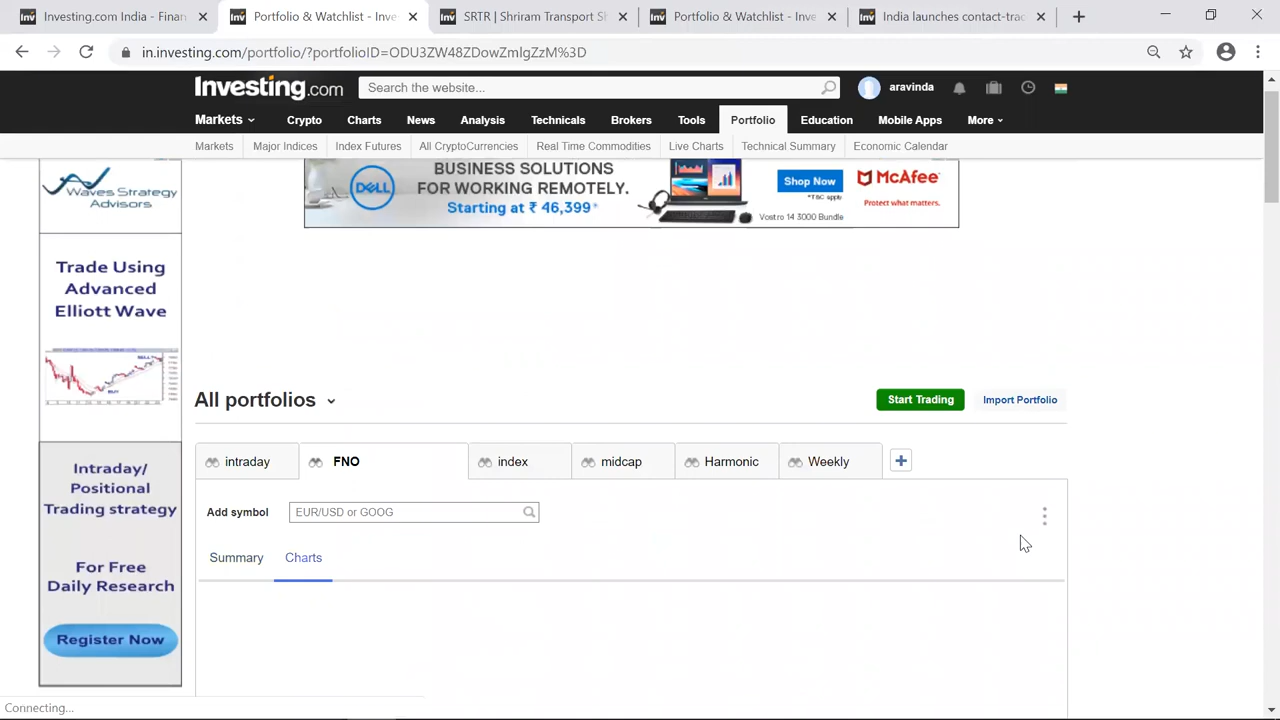 Investing.com India - Finan
Portfolio & Watchlist - Inve
SRTR | Shriram Transport Sh
Portfolio & Watchlist - Inve
India launches contact-trac
in.investing.com/portfolio/?portfolioID=ODU3ZW48ZDowZmIgZzM%3D
Investing.com
Search the website...
aravinda
Markets
Crypto
Charts
News
Analysis
Technicals
Brokers
Tools
Portfolio
Education
Mobile Apps
More
Markets
Major Indices
Index Futures
All CryptoCurrencies
Real Time Commodities
Live Charts
Technical Summary
Economic Calendar
Waves Strategy
Advisors
Trade Using
Advanced
Elliott Wave
Intraday/
Positional
Trading strategy
For Free
Daily Research
Register Now
DELL
BUSINESS SOLUTIONS
FOR WORKING REMOTELY.
Starting at ₹ 46,399*
Shop Now
*T&C apply
McAfee
Protect what matters.
Vostro 14 3000 Bundle
All portfolios
Start Trading
Import Portfolio
intraday
FNO
index
midcap
Harmonic
Weekly
Add symbol
EUR/USD or GOOG
Summary
Charts
Connecting...